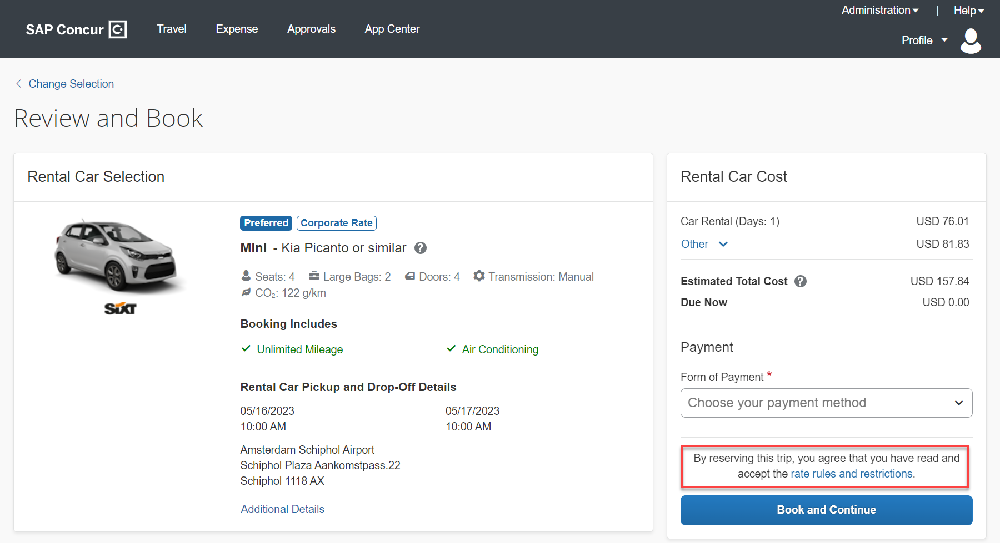 SAP Concur C
Travel
Expense
Approvals
App Center
Administration
|
Help
Profile
Change Selection
Review and Book
Rental Car Selection
SIXT
Preferred
Corporate Rate
Mini - Kia Picanto or similar ?
Seats: 4
Large Bags: 2
Doors: 4
Transmission: Manual
CO₂: 122 g/km
Booking Includes
Unlimited Mileage
Air Conditioning
Rental Car Pickup and Drop-Off Details
05/16/2023
10:00 AM
05/17/2023
10:00 AM
Amsterdam Schiphol Airport
Schiphol Plaza Aankomstpass.22
Schiphol 1118 AX
Additional Details
Rental Car Cost
Car Rental (Days: 1) USD 76.01
Other USD 81.83
Estimated Total Cost ? USD 157.84
Due Now USD 0.00
Payment
Form of Payment *
Choose your payment method
By reserving this trip, you agree that you have read and
accept the rate rules and restrictions.
Book and Continue